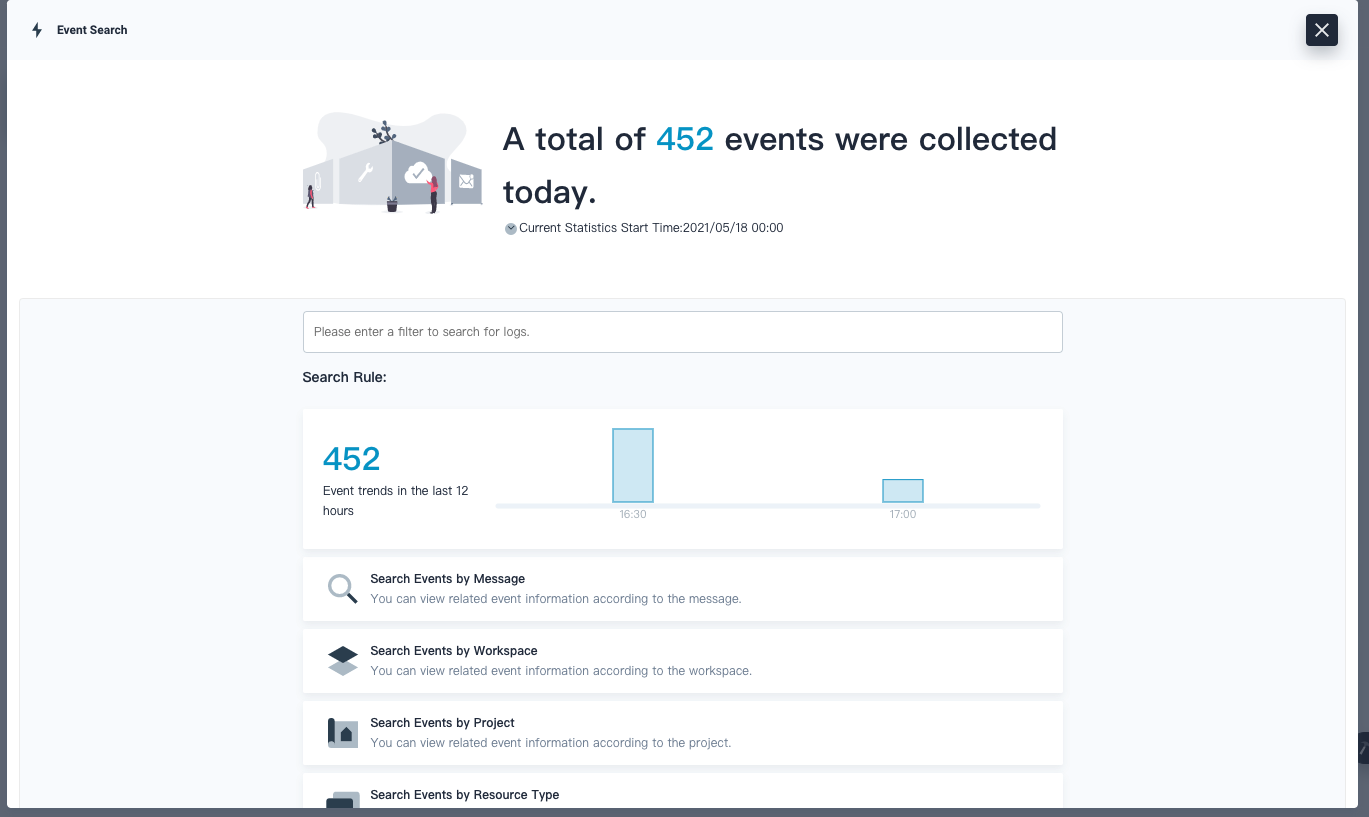 Event Search
A total of 452 events were collected
today.
Current Statistics Start Time:2021/05/18 00:00
Please enter a filter to search for logs.
Search Rule:
452
Event trends in the last 12
hours
16:30
17:00
Search Events by Message
You can view related event information according to the message.
Search Events by Workspace
You can view related event information according to the workspace.
Search Events by Project
You can view related event information according to the project.
Search Events by Resource Type